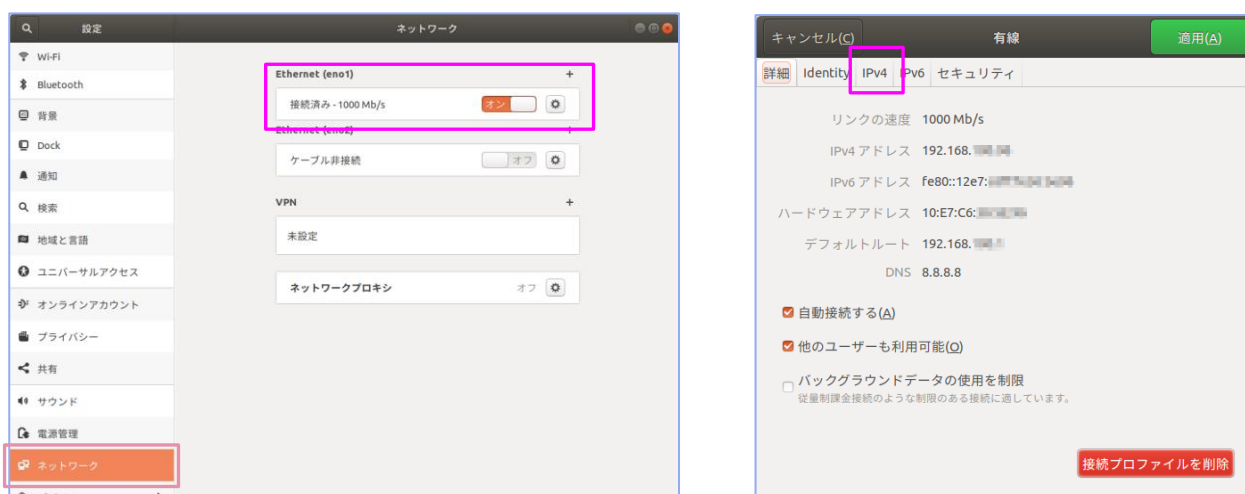 設定
ネットワーク
Wi-Fi
Bluetooth
背景
Dock
通知
検索
地域と言語
ユニバーサルアクセス
オンラインアカウント
プライバシー
共有
サウンド
電源管理
ネットワーク
Ethernet (eno1)
接続済み - 1000 Mb/s
オン
Ethernet (eno2)
ケーブル非接続
オフ
VPN
未設定
ネットワークプロキシ
オフ
キャンセル(C)
有線
適用(A)
詳細 Identity IPv4 IPv6 セキュリティ
リンクの速度 1000 Mb/s
IPv4 アドレス 192.168.
IPv6 アドレス fe80::12e7:
ハードウェアアドレス 10:E7:C6:
デフォルトルート 192.168.
DNS 8.8.8.8
自動接続する(A)
他のユーザーも利用可能(O)
バックグラウンドデータの使用を制限
従量制課金接続のような制限のある接続に適しています。
接続プロファイルを削除